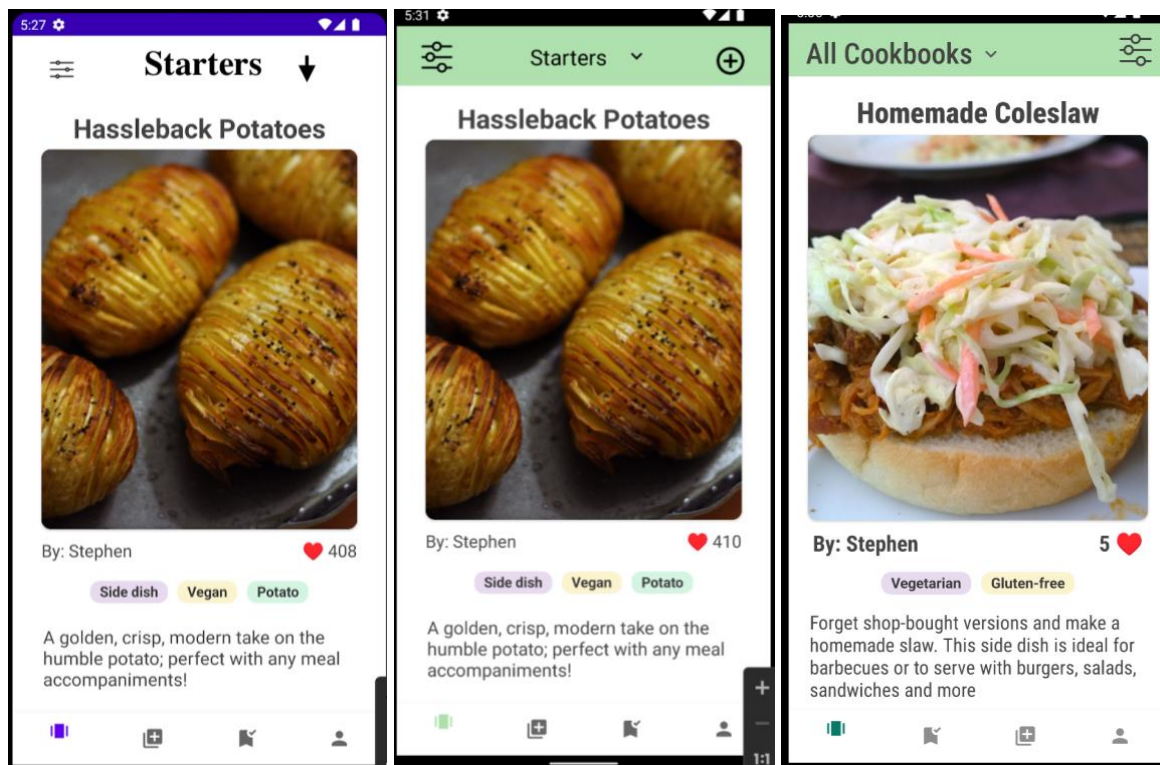 5:27
Starters
Hassleback Potatoes
By: Stephen
408
Side dish Vegan Potato
A golden, crisp, modern take on the
humble potato; perfect with any meal
accompaniments!
5:31
Starters
Hassleback Potatoes
By: Stephen
410
Side dish Vegan Potato
A golden, crisp, modern take on the
humble potato; perfect with any meal
accompaniments!
1:1
All Cookbooks
Homemade Coleslaw
By: Stephen
5
Vegetarian Gluten-free
Forget shop-bought versions and make a
homemade slaw. This side dish is ideal for
barbecues or to serve with burgers, salads,
sandwiches and more